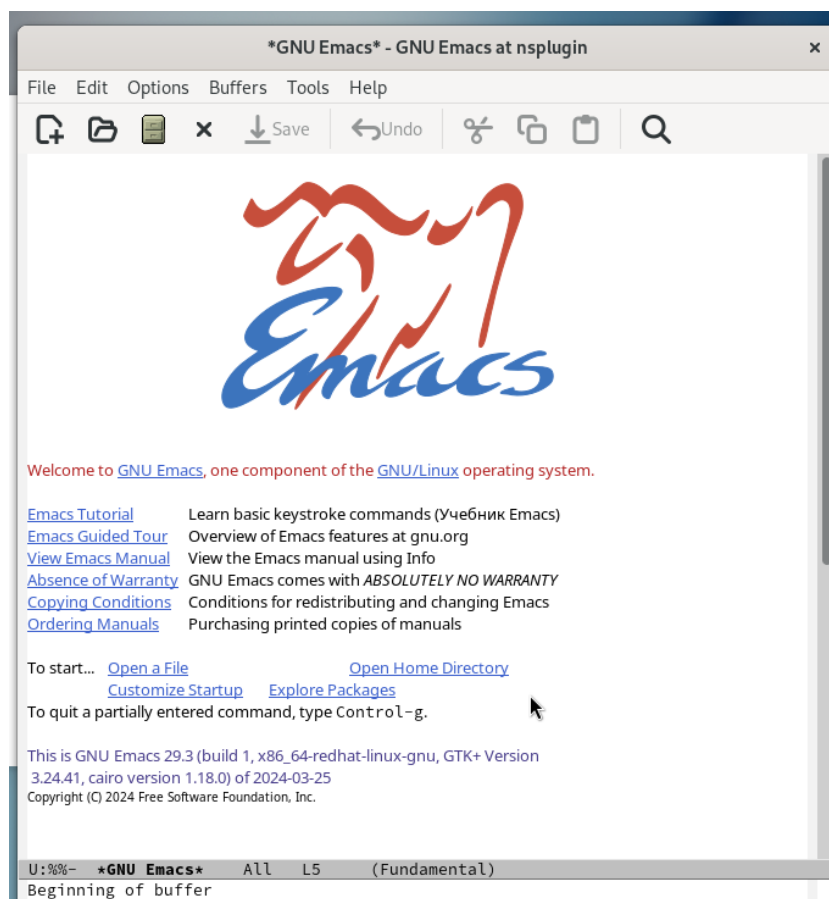 *GNU Emacs* - GNU Emacs at nsplugin
File Edit Options Buffers Tools Help
Save Undo
Emacs
Welcome to GNU Emacs, one component of the GNU/Linux operating system.
Emacs Tutorial Learn basic keystroke commands (Учебник Emacs)
Emacs Guided Tour Overview of Emacs features at gnu.org
View Emacs Manual View the Emacs manual using Info
Absence of Warranty GNU Emacs comes with ABSOLUTELY NO WARRANTY
Copying Conditions Conditions for redistributing and changing Emacs
Ordering Manuals Purchasing printed copies of manuals
To start... Open a File Open Home Directory
Customize Startup Explore Packages
To quit a partially entered command, type Control-g.
This is GNU Emacs 29.3 (build 1, x86_64-redhat-linux-gnu, GTK+ Version
3.24.41, cairo version 1.18.0) of 2024-03-25
Copyright (C) 2024 Free Software Foundation, Inc.
U:%%- *GNU Emacs* All L5 (Fundamental)
Beginning of buffer